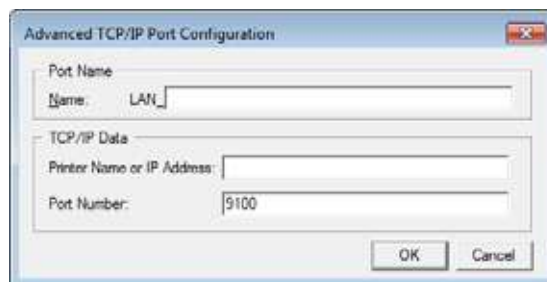 Advanced TCP/IP Port Configuration
Port Name
Name: LAN_
TCP/IP Data
Printer Name or IP Address:
Port Number: 9100
OK Cancel